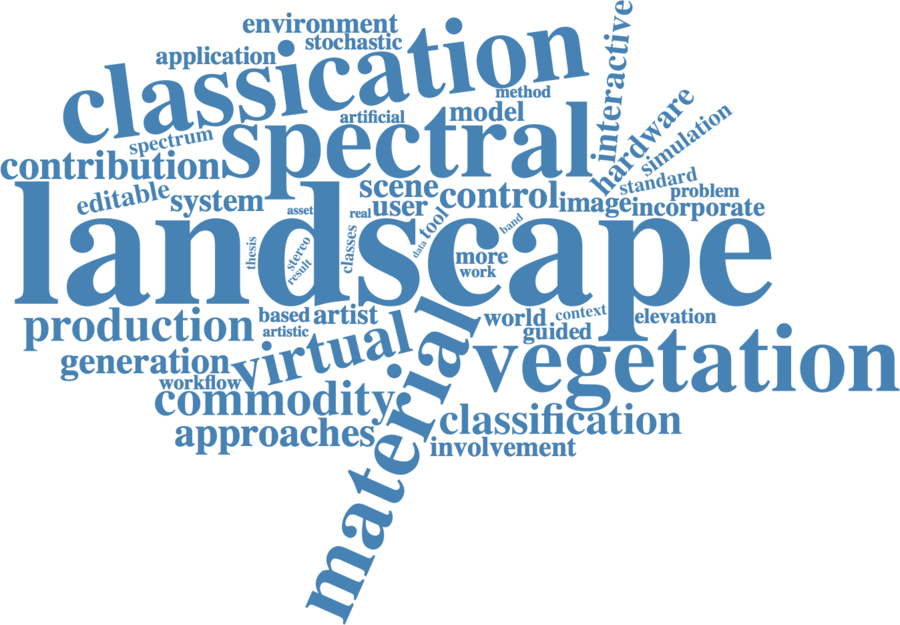 environment
stochastic
application
classication
interactive
method
artificial
model
hardware
simulation
spectrum
spectral
contribution
scene
standard
problem
editable
system
user
control
image
incorporate
asset
real
tool
band
landscape
thesis
stereo
result
classes
data
more
work
production
based
artist
artistic
world
context
elevation
guided
generation
virtual
material
vegetation
workflow
commodity
approaches
classification
involvement